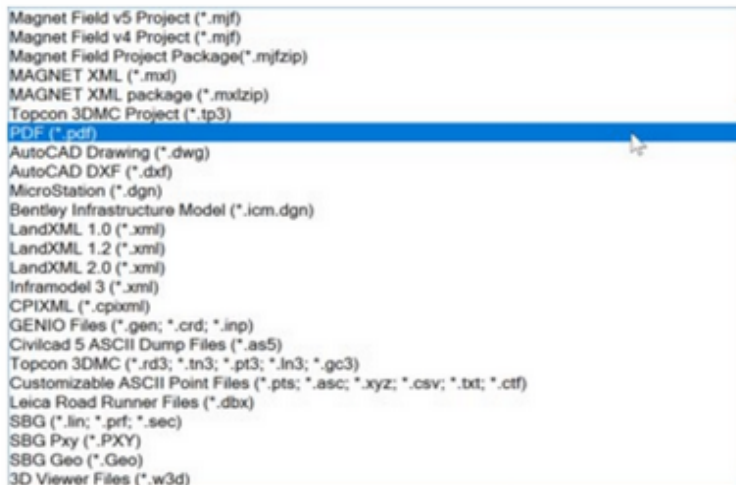 Magnet Field v5 Project (*.mjf)
Magnet Field v4 Project (*.mjf)
Magnet Field Project Package(*.mjfzip)
MAGNET XML (*.mxl)
MAGNET XML package (*.mxlzip)
Topcon 3DMC Project (*.tp3)
PDF (*.pdf)
AutoCAD Drawing (*.dwg)
AutoCAD DXF (*.dxf)
MicroStation (*.dgn)
Bentley Infrastructure Model (*.icm.dgn)
LandXML 1.0 (*.xml)
LandXML 1.2 (*.xml)
LandXML 2.0 (*.xml)
Inframodel 3 (*.xml)
CPIXML (*.cpixml)
GENIO Files (*.gen; *.crd; *.inp)
Civilcad 5 ASCII Dump Files (*.as5)
Topcon 3DMC (*.rd3; *.tn3; *.pt3; *.ln3; *.gc3)
Customizable ASCII Point Files (*.pts; *.asc; *.xyz; *.csv; *.txt; *.ctf)
Leica Road Runner Files (*.dbx)
SBG (*.lin; *.prf; *.sec)
SBG Pxy (*.PXY)
SBG Geo (*.Geo)
3D Viewer Files (*.w3d)